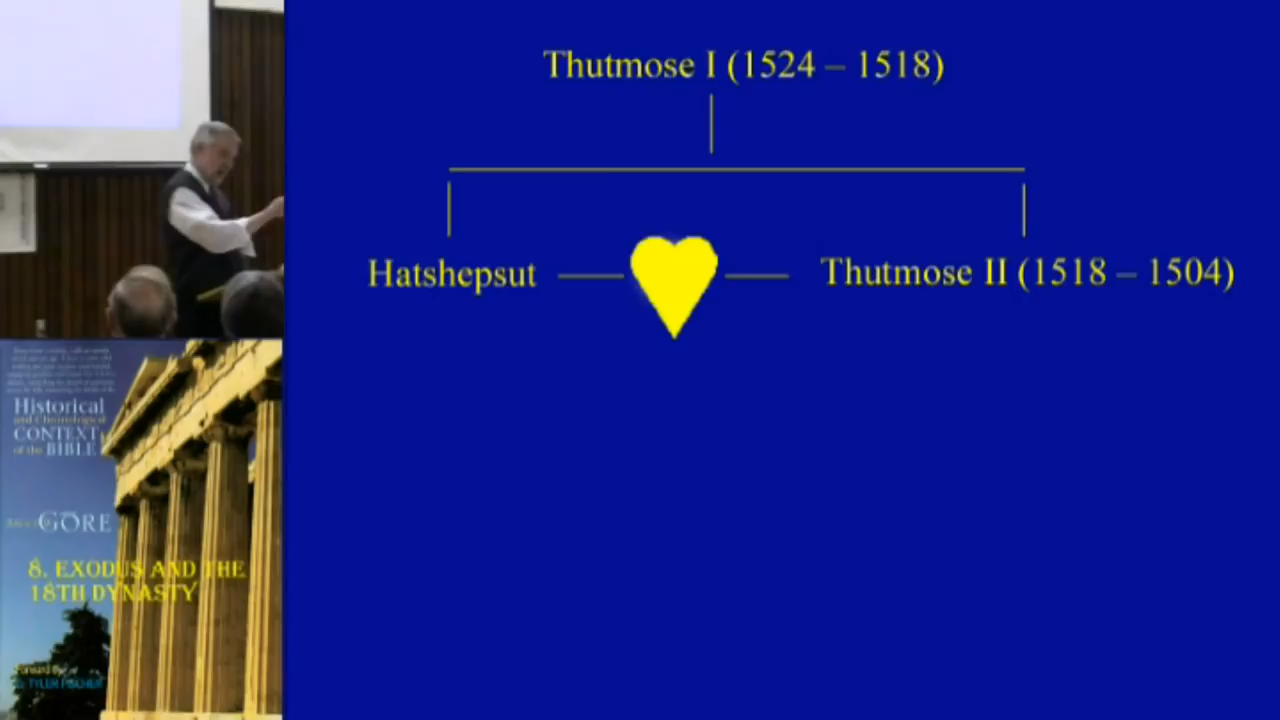 Thutmose I (1524 – 1518)
Hatshepsut
Thutmose II (1518 – 1504)
Historical
and Chronological
CONTEXT
of the BIBLE
GORE
8. EXODUS AND THE
18TH DYNASTY